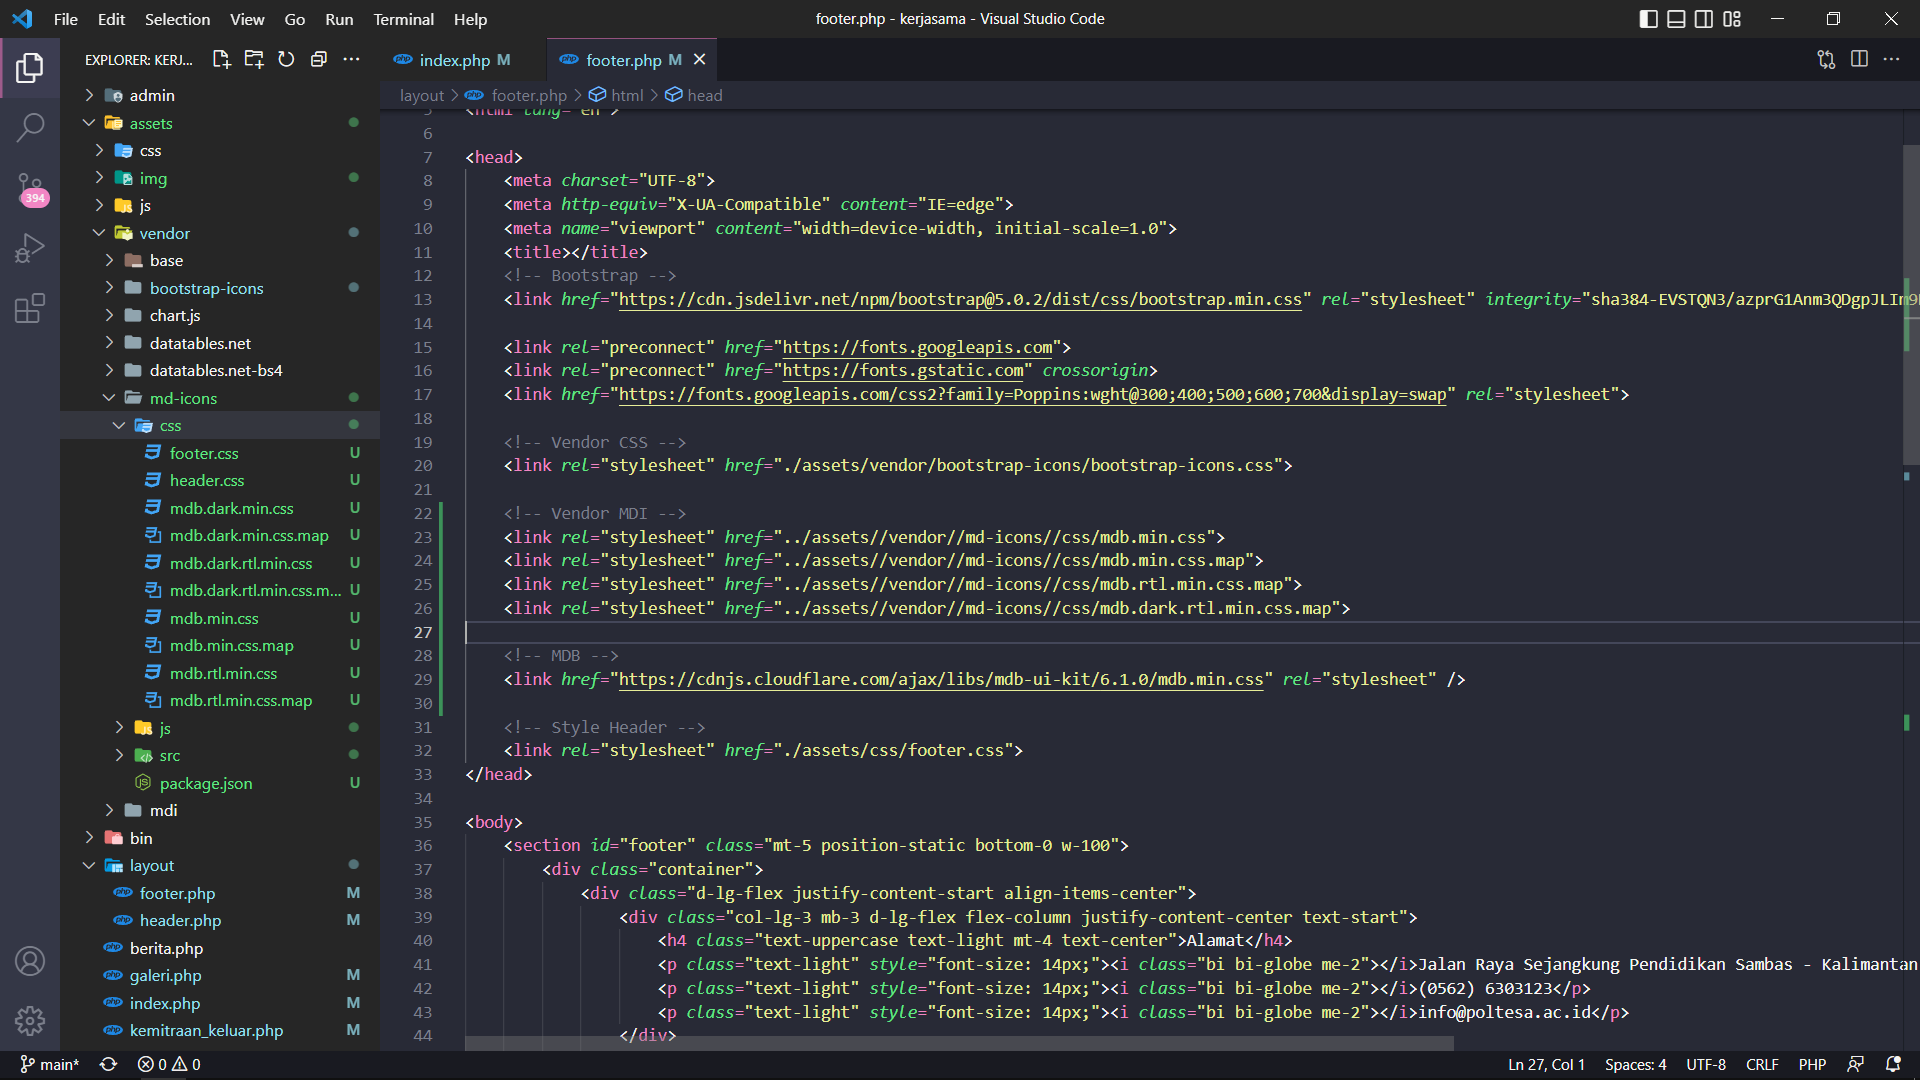 File Edit Selection View Go Run Terminal Help
footer.php - kerjasama - Visual Studio Code
EXPLORER: KERJ...
index.php M
footer.php M
layout > footer.php > html > head
394
admin
assets
css
img
js
vendor
base
bootstrap-icons
chart.js
datatables.net
datatables.net-bs4
md-icons
css
footer.css U
header.css U
mdb.dark.min.css U
mdb.dark.min.css.map U
mdb.dark.rtl.min.css U
mdb.dark.rtl.min.css.m... U
mdb.min.css U
mdb.min.css.map U
mdb.rtl.min.css U
mdb.rtl.min.css.map U
js
src
package.json U
mdi
bin
layout
footer.php M
header.php M
berita.php
galeri.php M
index.php M
kemitraan_keluar.php M
5 <html lang="en">
6
7 <head>
8 <meta charset="UTF-8">
9 <meta http-equiv="X-UA-Compatible" content="IE=edge">
10 <meta name="viewport" content="width=device-width, initial-scale=1.0">
11 <title></title>
12 <!-- Bootstrap -->
13 <link href="https://cdn.jsdelivr.net/npm/bootstrap@5.0.2/dist/css/bootstrap.min.css" rel="stylesheet" integrity="sha384-EVSTQN3/azprG1Anm3QDgpJLIm9
14
15 <link rel="preconnect" href="https://fonts.googleapis.com">
16 <link rel="preconnect" href="https://fonts.gstatic.com" crossorigin>
17 <link href="https://fonts.googleapis.com/css2?family=Poppins:wght@300;400;500;600;700&display=swap" rel="stylesheet">
18
19 <!-- Vendor CSS -->
20 <link rel="stylesheet" href="./assets/vendor/bootstrap-icons/bootstrap-icons.css">
21
22 <!-- Vendor MDI -->
23 <link rel="stylesheet" href="../assets//vendor//md-icons//css/mdb.min.css">
24 <link rel="stylesheet" href="../assets//vendor//md-icons//css/mdb.min.css.map">
25 <link rel="stylesheet" href="../assets//vendor//md-icons//css/mdb.rtl.min.css.map">
26 <link rel="stylesheet" href="../assets//vendor//md-icons//css/mdb.dark.rtl.min.css.map">
27
28 <!-- MDB -->
29 <link href="https://cdnjs.cloudflare.com/ajax/libs/mdb-ui-kit/6.1.0/mdb.min.css" rel="stylesheet" />
30
31 <!-- Style Header -->
32 <link rel="stylesheet" href="./assets/css/footer.css">
33 </head>
34
35 <body>
36 <section id="footer" class="mt-5 position-static bottom-0 w-100">
37 <div class="container">
38 <div class="d-lg-flex justify-content-start align-items-center">
39 <div class="col-lg-3 mb-3 d-lg-flex flex-column justify-content-center text-start">
40 <h4 class="text-uppercase text-light mt-4 text-center">Alamat</h4>
41 <p class="text-light" style="font-size: 14px;"><i class="bi bi-globe me-2"></i>Jalan Raya Sejangkung Pendidikan Sambas - Kalimantan
42 <p class="text-light" style="font-size: 14px;"><i class="bi bi-globe me-2"></i>(0562) 6303123</p>
43 <p class="text-light" style="font-size: 14px;"><i class="bi bi-globe me-2"></i>info@poltesa.ac.id</p>
44 </div>
main* 0 0
Ln 27, Col 1 Spaces: 4 UTF-8 CRLF PHP